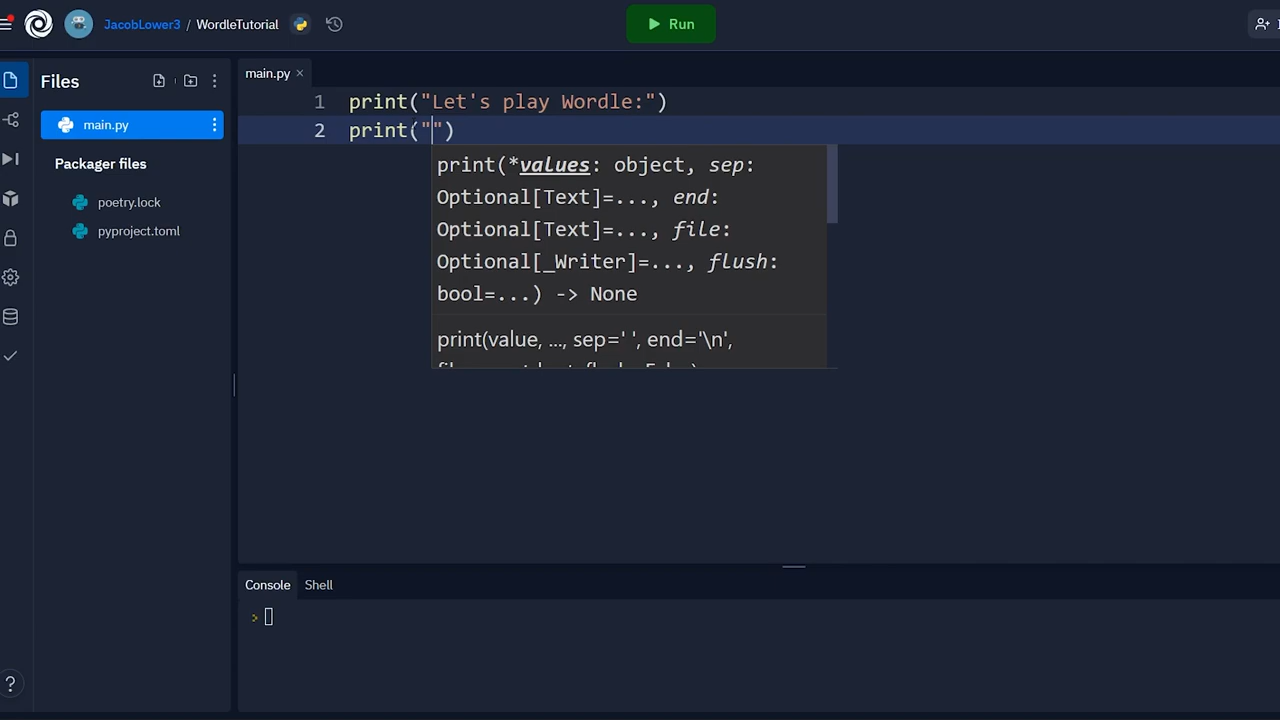 JacobLower3 / WordleTutorial
Run
Files
main.py
Packager files
poetry.lock
pyproject.toml
main.py ×
1 print("Let's play Wordle:")
2 print("")
print(*values: object, sep:
Optional[Text]=..., end:
Optional[Text]=..., file:
Optional[_Writer]=..., flush:
bool=...) -> None
print(value, ..., sep=' ', end='\n',
Console
Shell
>
?